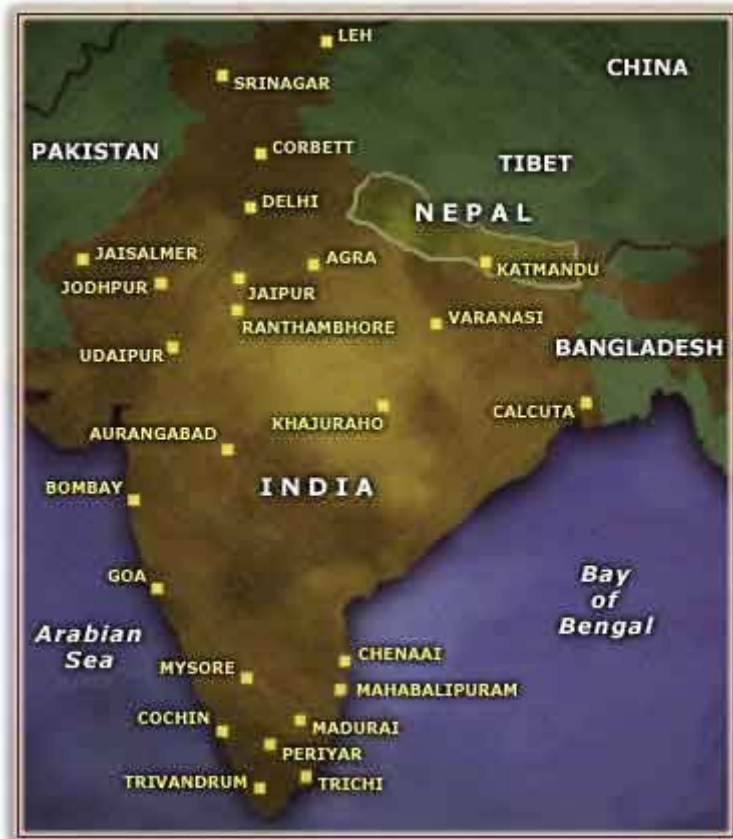 LEH
CHINA
SRINAGAR
PAKISTAN
CORBETT
TIBET
DELHI
NEPAL
JAISALMER
AGRA
KATMANDU
JODHPUR
JAIPUR
RANTHAMBHORE
VARANASI
UDAIPUR
BANGLADESH
KHAJURAHO
CALCUTA
AURANGABAD
BOMBAY
INDIA
GOA
Bay
of
Bengal
Arabian
Sea
CHENAAI
MYSORE
MAHABALIPURAM
COCHIN
MADURAI
PERIYAR
TRIVANDRUM
TRICHI